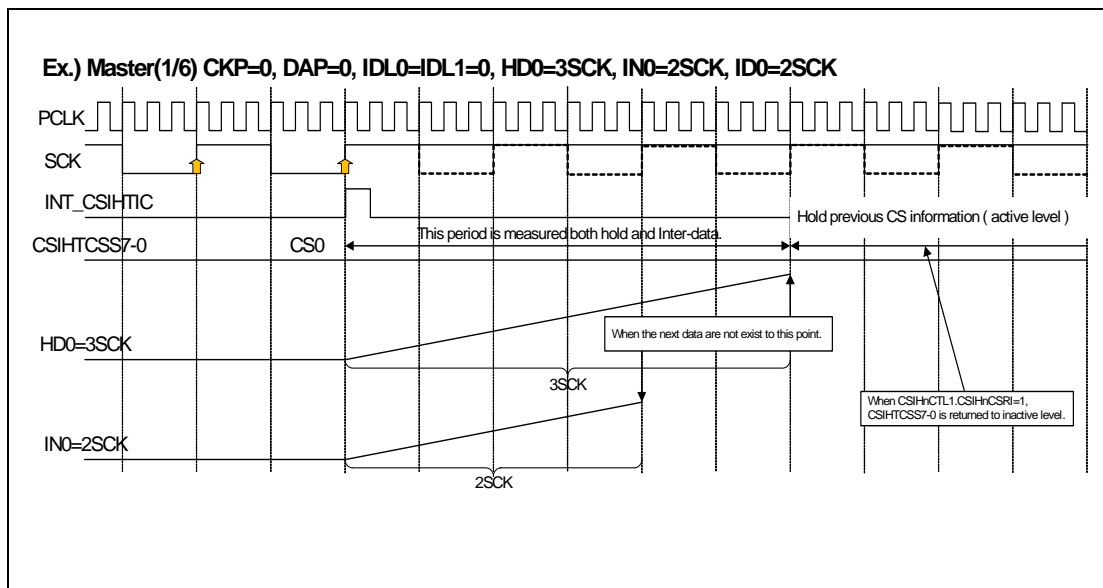 Ex.) Master(1/6) CKP=0, DAP=0, IDL0=IDL1=0, HD0=3SCK, IN0=2SCK, ID0=2SCK
PCLK
SCK
INT_CSIHTIC
Hold previous CS information ( active level )
This period is measured both hold and Inter-data.
CSIHTCSS7-0
CS0
When the next data are not exist to this point.
HD0=3SCK
3SCK
When CSIHnCTL1.CSIHnCSRI=1,
CSIHTCSS7-0 is returned to inactive level.
IN0=2SCK
2SCK